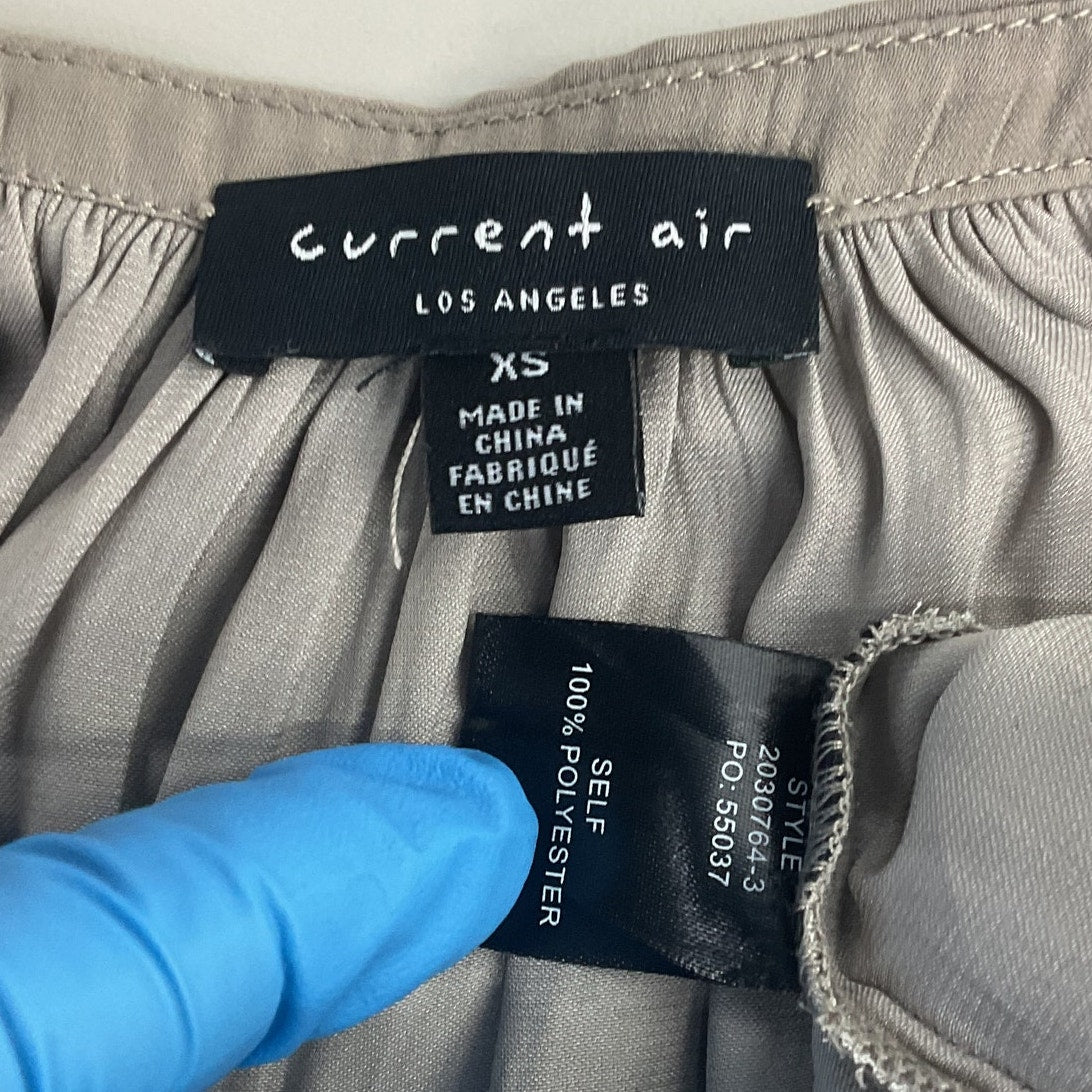 current air
LOS ANGELES
XS
MADE IN
CHINA
FABRIQUÉ
EN CHINE
STYLE
2030764-3
PO: 55037
SELF
100% POLYESTER